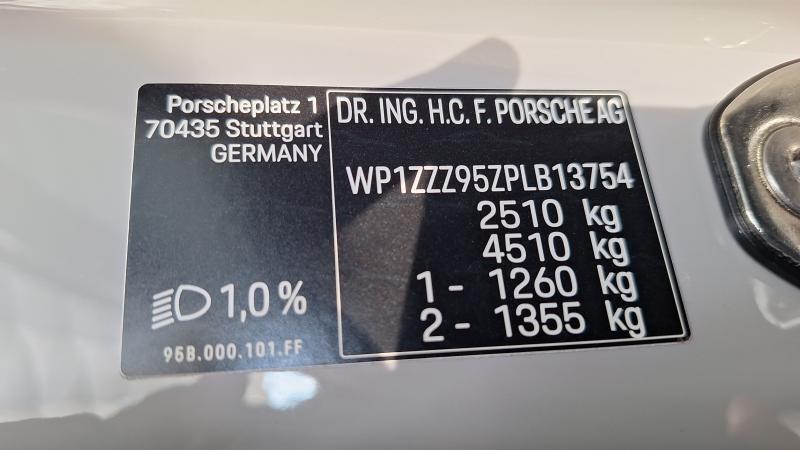 Porscheplatz 1
70435 Stuttgart
GERMANY
DR. ING. H.C. F. PORSCHE AG
WP1ZZZ95ZPLB13754
2510 kg
4510 kg
1 - 1260 kg
2 - 1355 kg
1,0 %
95B.000.101.FF